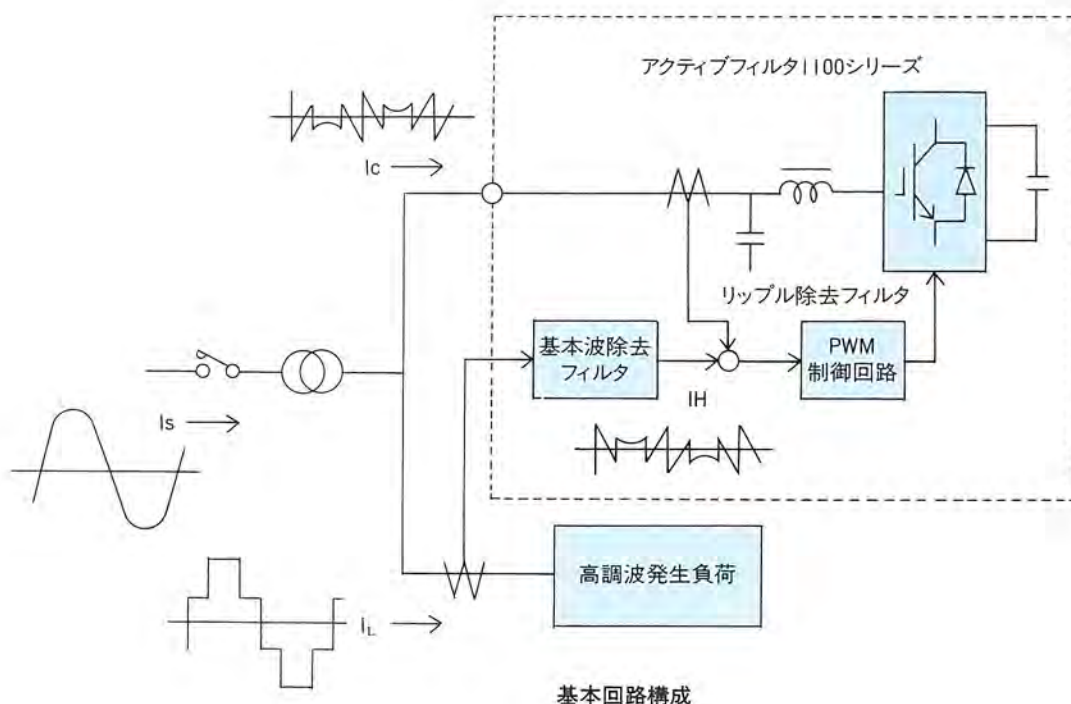 アクティブフィルタ1100シリーズ
Ic
リップル除去フィルタ
基本波除去
フィルタ
PWM
制御回路
IH
Is
高調波発生負荷
iL
基本回路構成